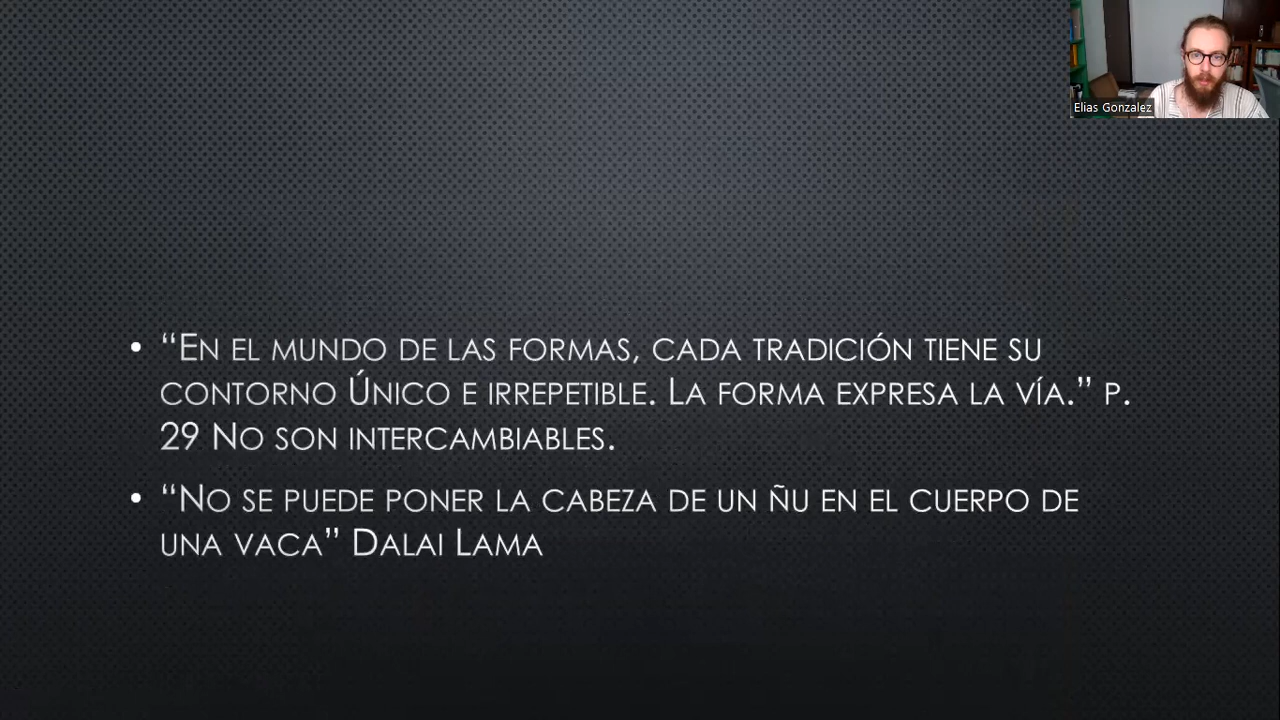 Elias Gonzalez
• “En el mundo de las formas, cada tradición tiene su
contorno Único e irrepetible. La forma expresa la vía.” p.
29 No son intercambiables.
• “No se puede poner la cabeza de un ñu en el cuerpo de
una vaca” Dalai Lama